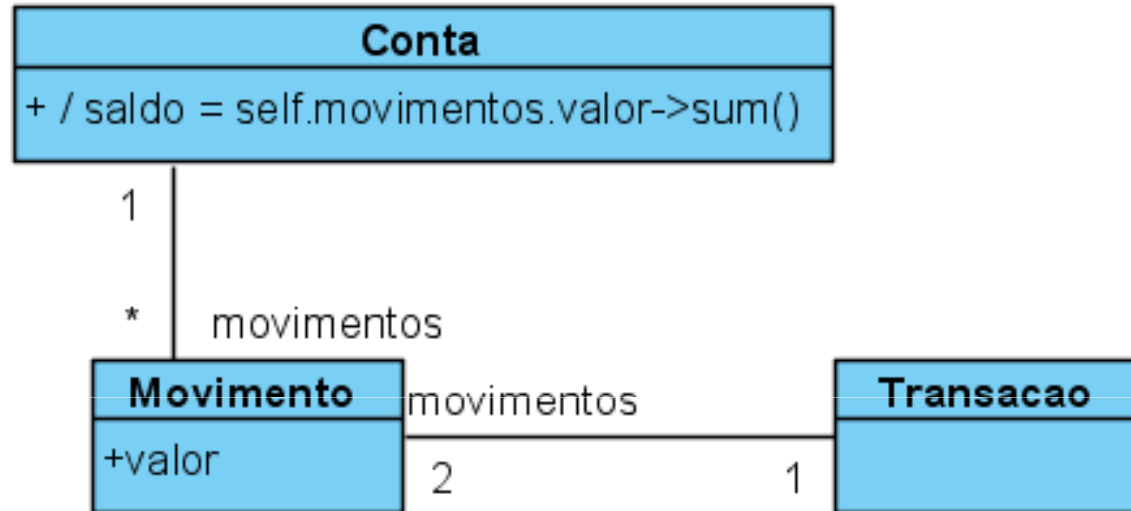 Conta
+ / saldo = self.movimentos.valor->sum()
1
*
movimentos
Movimento
+valor
movimentos
2
1
Transacao